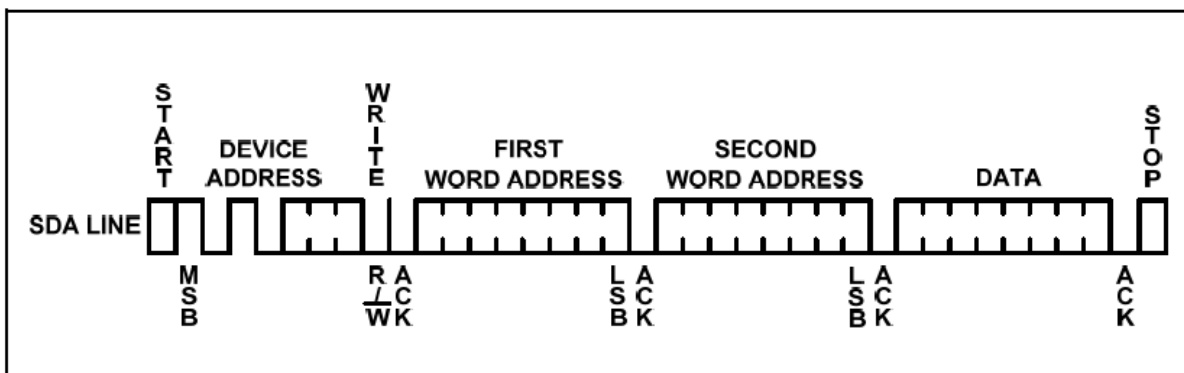 START
WRITE
STOP
DEVICE
ADDRESS
FIRST
WORD ADDRESS
SECOND
WORD ADDRESS
DATA
SDA LINE
MSB
R/W
ACK
LSB
ACK
LSB
ACK
ACK